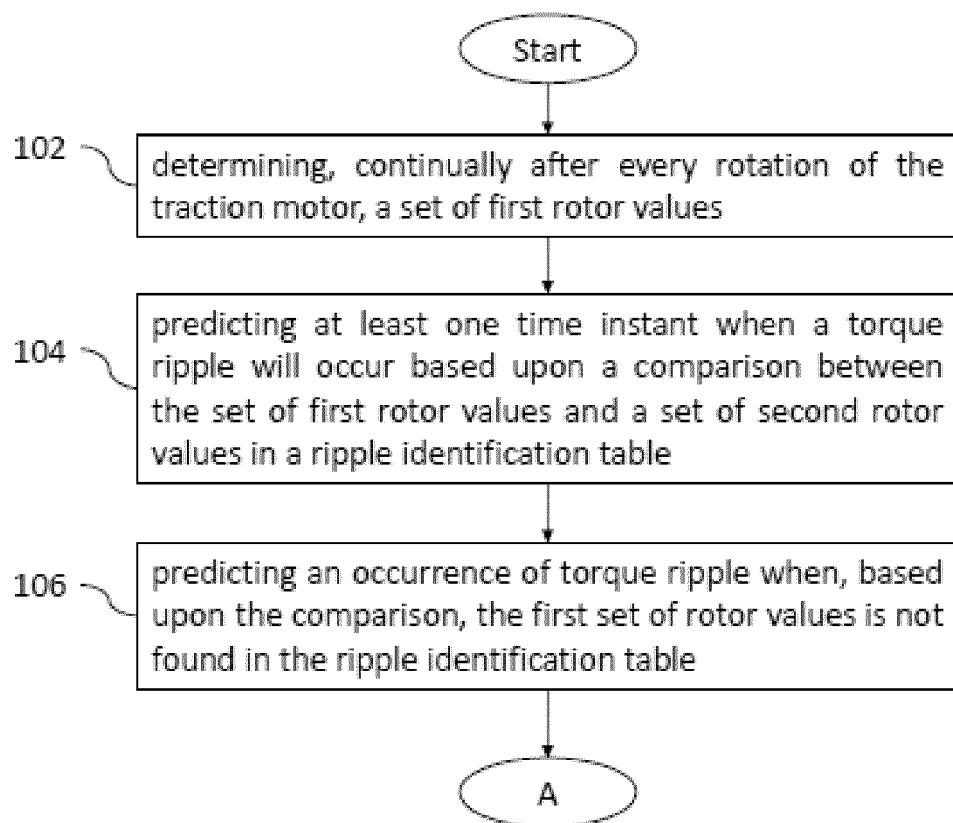 Start
102
determining, continually after every rotation of the
traction motor, a set of first rotor values
104
predicting at least one time instant when a torque
ripple will occur based upon a comparison between
the set of first rotor values and a set of second rotor
values in a ripple identification table
106
predicting an occurrence of torque ripple when, based
upon the comparison, the first set of rotor values is not
found in the ripple identification table
A